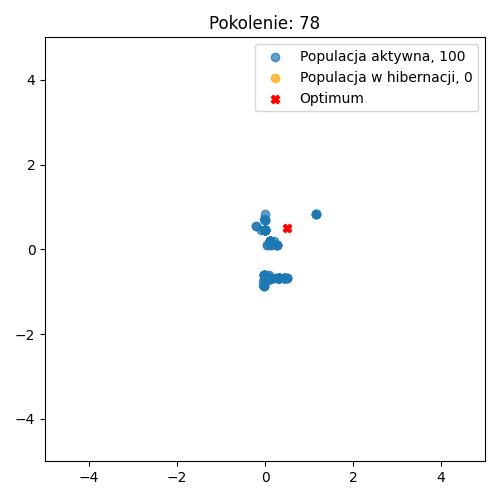 Pokolenie: 78
Populacja aktywna, 100
Populacja w hibernacji, 0
Optimum
4
2
0
−2
−4
−4 −2 0 2 4